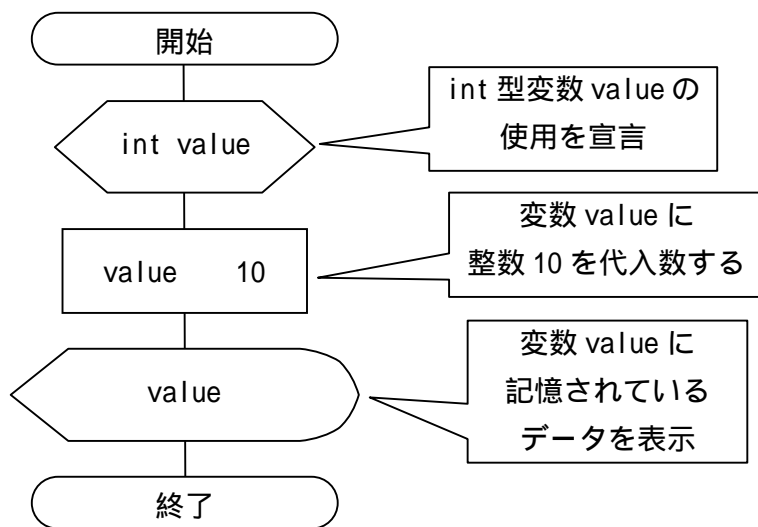 開始
int value
int 型変数 value の
使用を宣言
value 10
変数 value に
整数 10 を代入数する
value
変数 value に
記憶されている
データを表示
終了